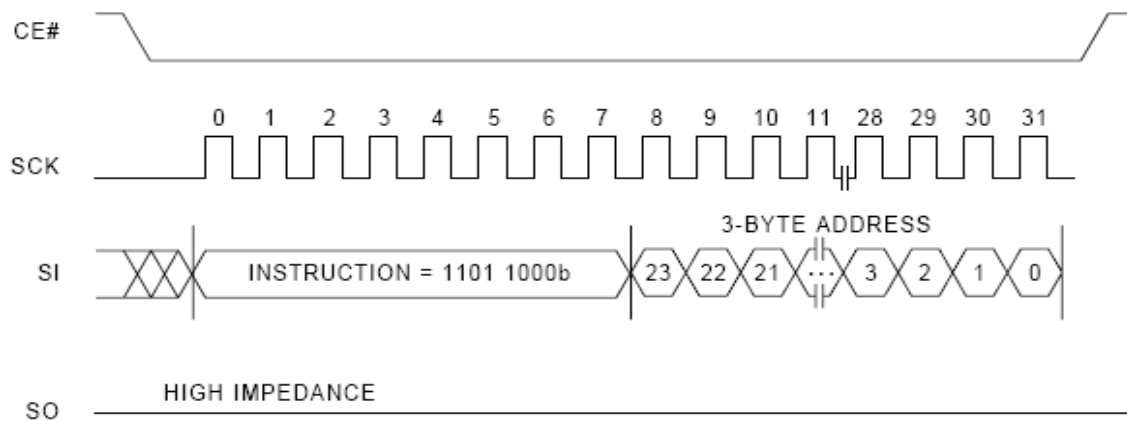 CE#
0 1 2 3 4 5 6 7 8 9 10 11 28 29 30 31
SCK
3-BYTE ADDRESS
SI INSTRUCTION = 1101 1000b 23 22 21 ... 3 2 1 0
HIGH IMPEDANCE
SO